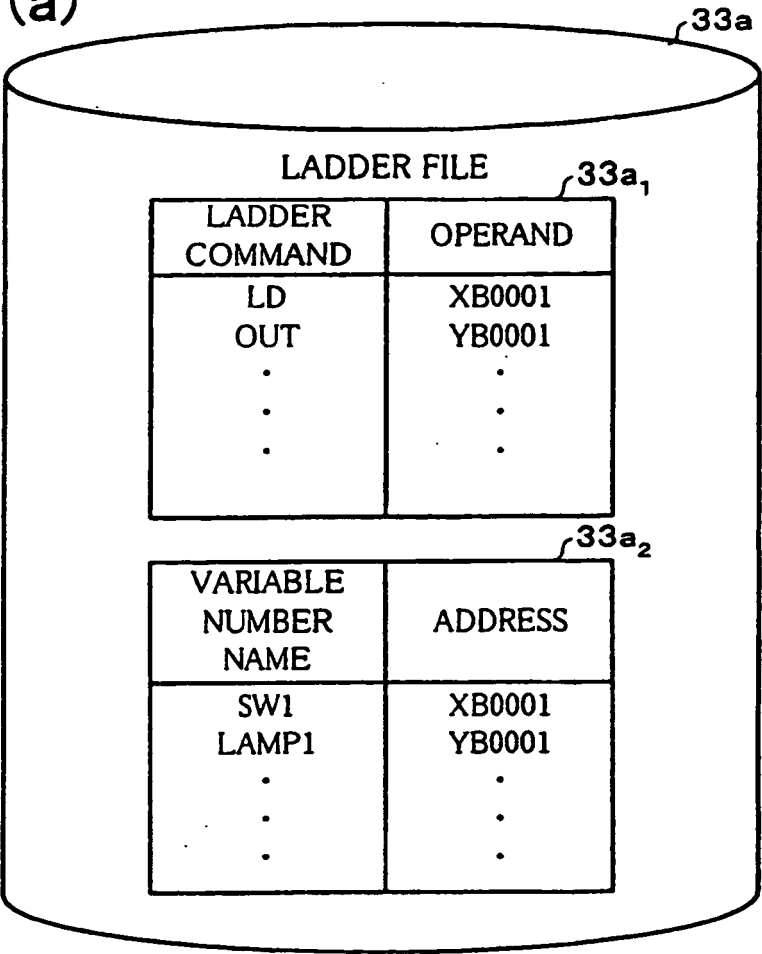 (a)
33a
LADDER FILE
33a₁
LADDER COMMAND OPERAND
LD XB0001
OUT YB0001
33a₂
VARIABLE NUMBER NAME ADDRESS
SW1 XB0001
LAMP1 YB0001